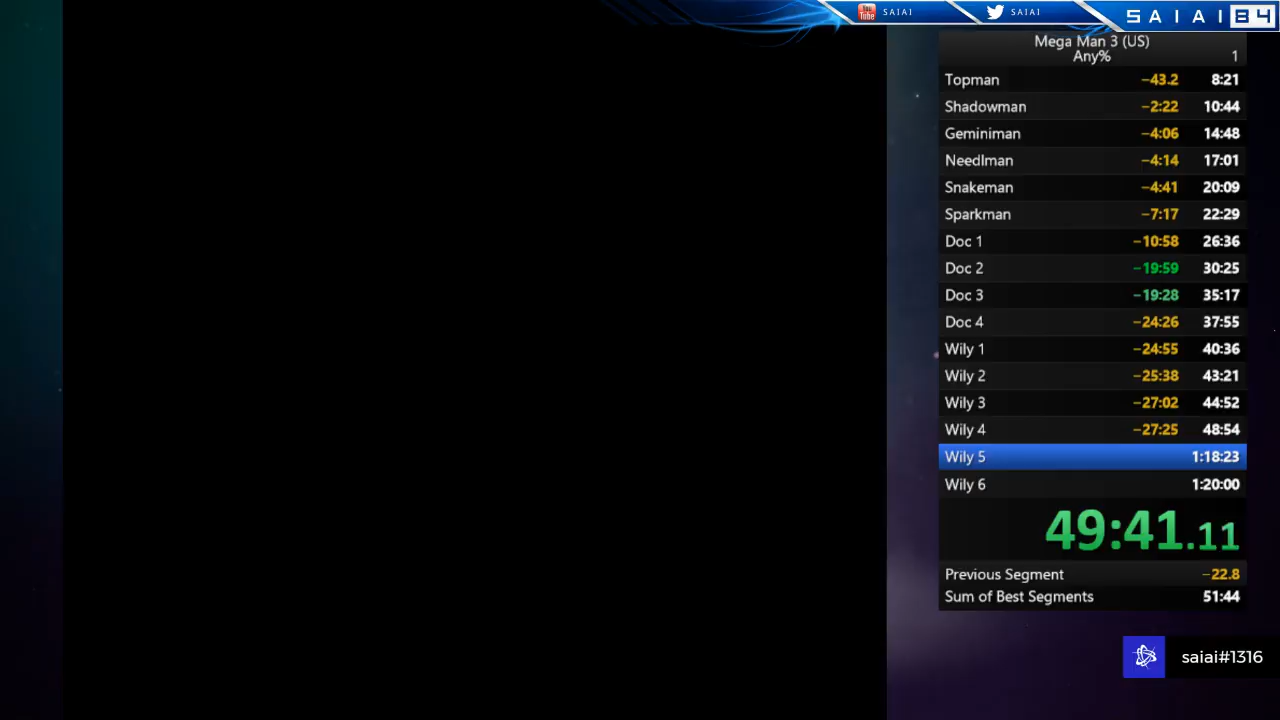 You Tube SAIAI SAIAI SAIAI84
Mega Man 3 (US)
Any% 1
Topman −43.2 8:21
Shadowman −2:22 10:44
Geminiman −4:06 14:48
Needlman −4:14 17:01
Snakeman −4:41 20:09
Sparkman −7:17 22:29
Doc 1 −10:58 26:36
Doc 2 −19:59 30:25
Doc 3 −19:28 35:17
Doc 4 −24:26 37:55
Wily 1 −24:55 40:36
Wily 2 −25:38 43:21
Wily 3 −27:02 44:52
Wily 4 −27:25 48:54
Wily 5 1:18:23
Wily 6 1:20:00
49:41.11
Previous Segment −22.8
Sum of Best Segments 51:44
saiai#1316